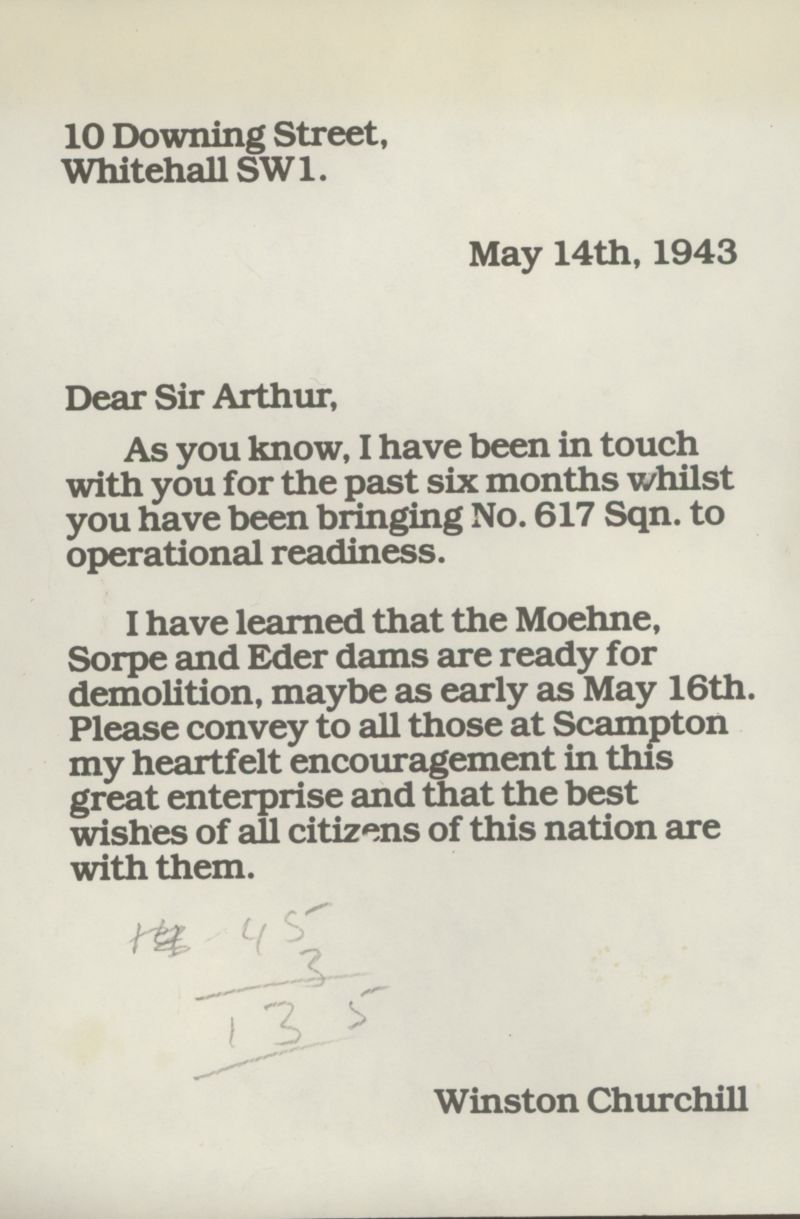 10 Downing Street,
Whitehall SW1.
May 14th, 1943
Dear Sir Arthur,
As you know, I have been in touch
with you for the past six months whilst
you have been bringing No. 617 Sqn. to
operational readiness.
I have learned that the Moehne,
Sorpe and Eder dams are ready for
demolition, maybe as early as May 16th.
Please convey to all those at Scampton
my heartfelt encouragement in this
great enterprise and that the best
wishes of all citizens of this nation are
with them.
45
3
135
Winston Churchill